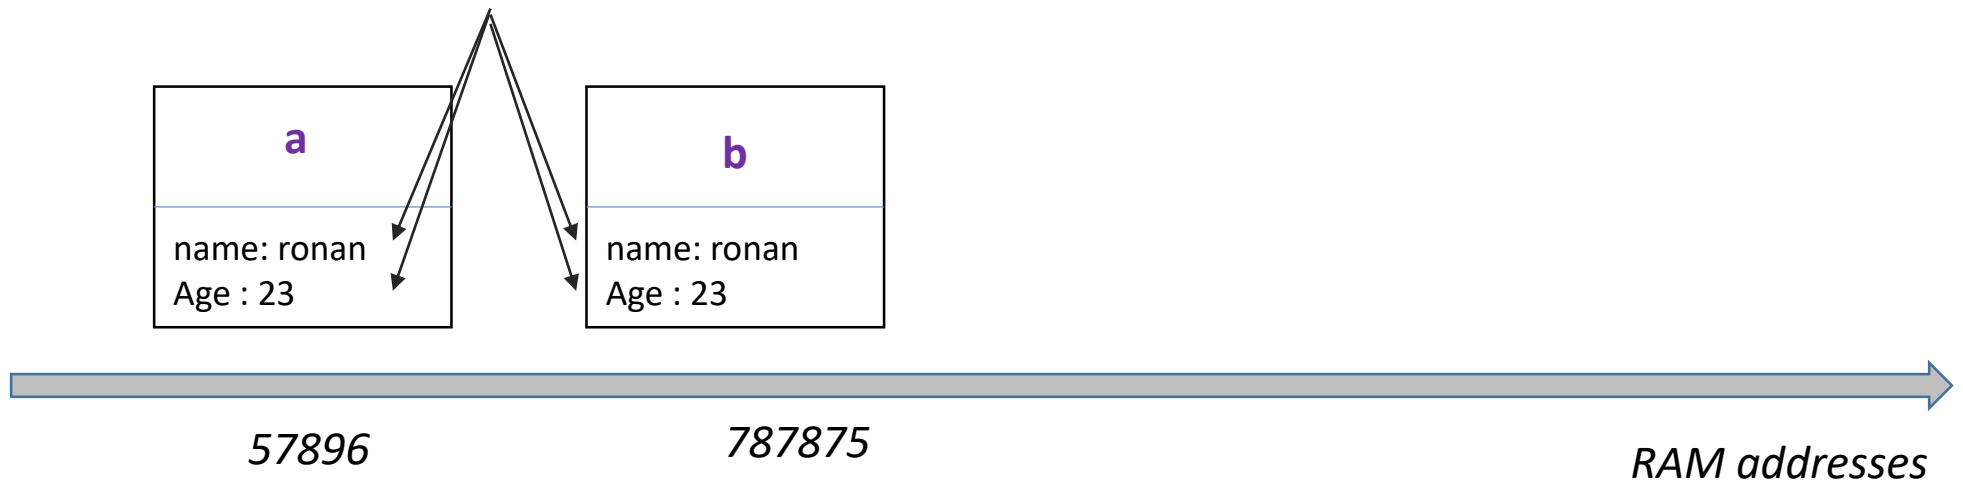 a
name: ronan
Age : 23
b
name: ronan
Age : 23
57896
787875
RAM addresses